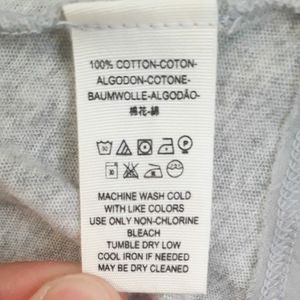 100% COTTON-COTON-
ALGODON-COTONE-
BAUMWOLLE-ALGODÃO-
棉花-綿
MACHINE WASH COLD
WITH LIKE COLORS
USE ONLY NON-CHLORINE
BLEACH
TUMBLE DRY LOW
COOL IRON IF NEEDED
MAY BE DRY CLEANED